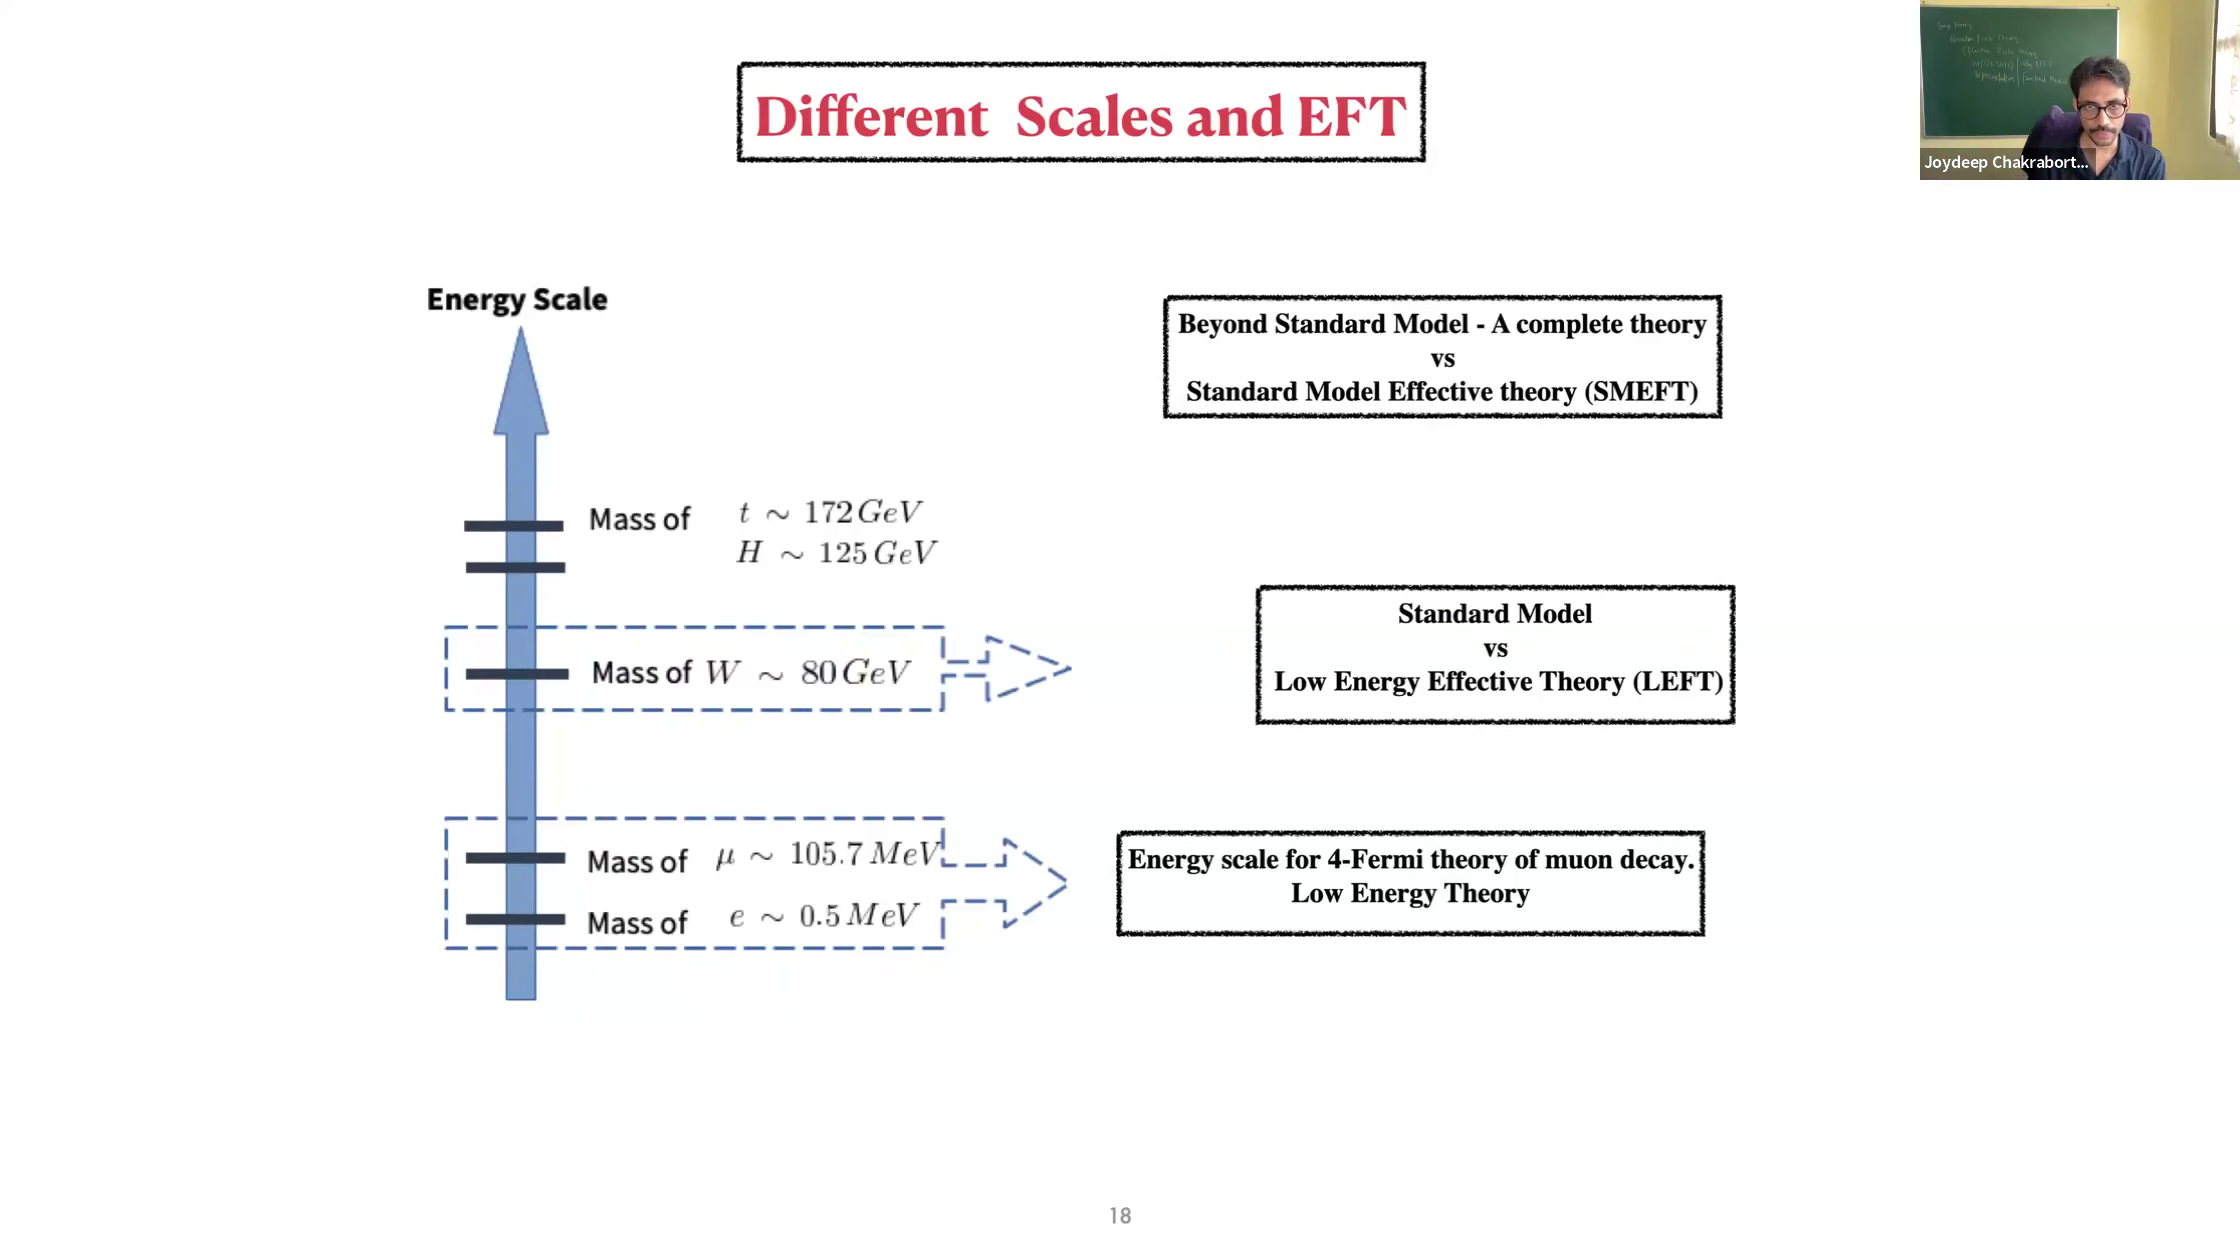 Different Scales and EFT
Joydeep Chakrabort...
Energy Scale
Beyond Standard Model - A complete theory
vs
Standard Model Effective theory (SMEFT)
Mass of t ∼ 172 GeV
H ∼ 125 GeV
Mass of W ∼ 80 GeV
Standard Model
vs
Low Energy Effective Theory (LEFT)
Mass of μ ∼ 105.7 MeV
Mass of e ∼ 0.5 MeV
Energy scale for 4-Fermi theory of muon decay.
Low Energy Theory
18